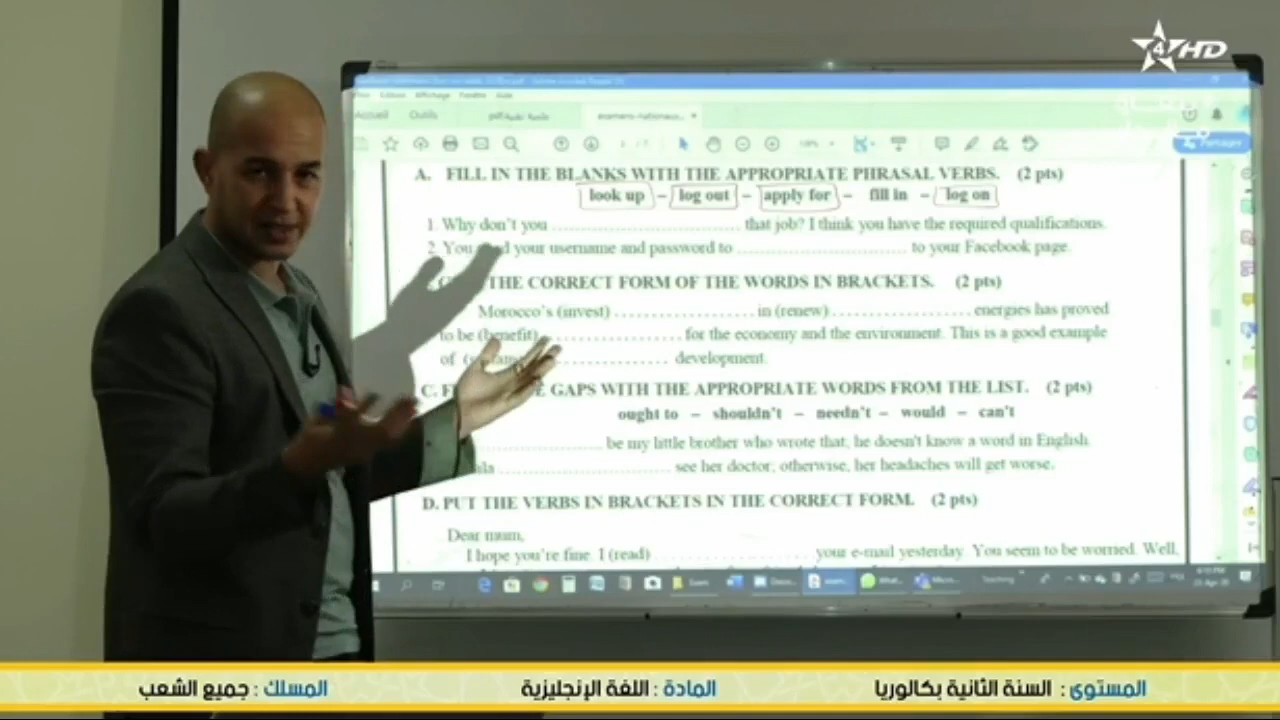 4 HD
Accueil Outils examens-nationaux...
Partager
A. FILL IN THE BLANKS WITH THE APPROPRIATE PHRASAL VERBS. (2 pts)
look up – log out – apply for – fill in – log on
1. Why don't you .............................. that job? I think you have the required qualifications.
2. You your username and password to .............................. to your Facebook page.
THE CORRECT FORM OF THE WORDS IN BRACKETS. (2 pts)
Morocco's (invest) ........................ in (renew) ........................ energies has proved
to be (benefit) ........................ for the economy and the environment. This is a good example
of ........................ development.
C. GAPS WITH THE APPROPRIATE WORDS FROM THE LIST. (2 pts)
ought to – shouldn't – needn't – would – can't
.............................. be my little brother who wrote that; he doesn't know a word in English.
.............................. see her doctor; otherwise, her headaches will get worse.
D. PUT THE VERBS IN BRACKETS IN THE CORRECT FORM. (2 pts)
Dear mum,
I hope you're fine. I (read) .............................. your e-mail yesterday. You seem to be worried. Well,
المستوى : السنة الثانية بكالوريا المادة : اللغة الإنجليزية المسلك : جميع الشعب